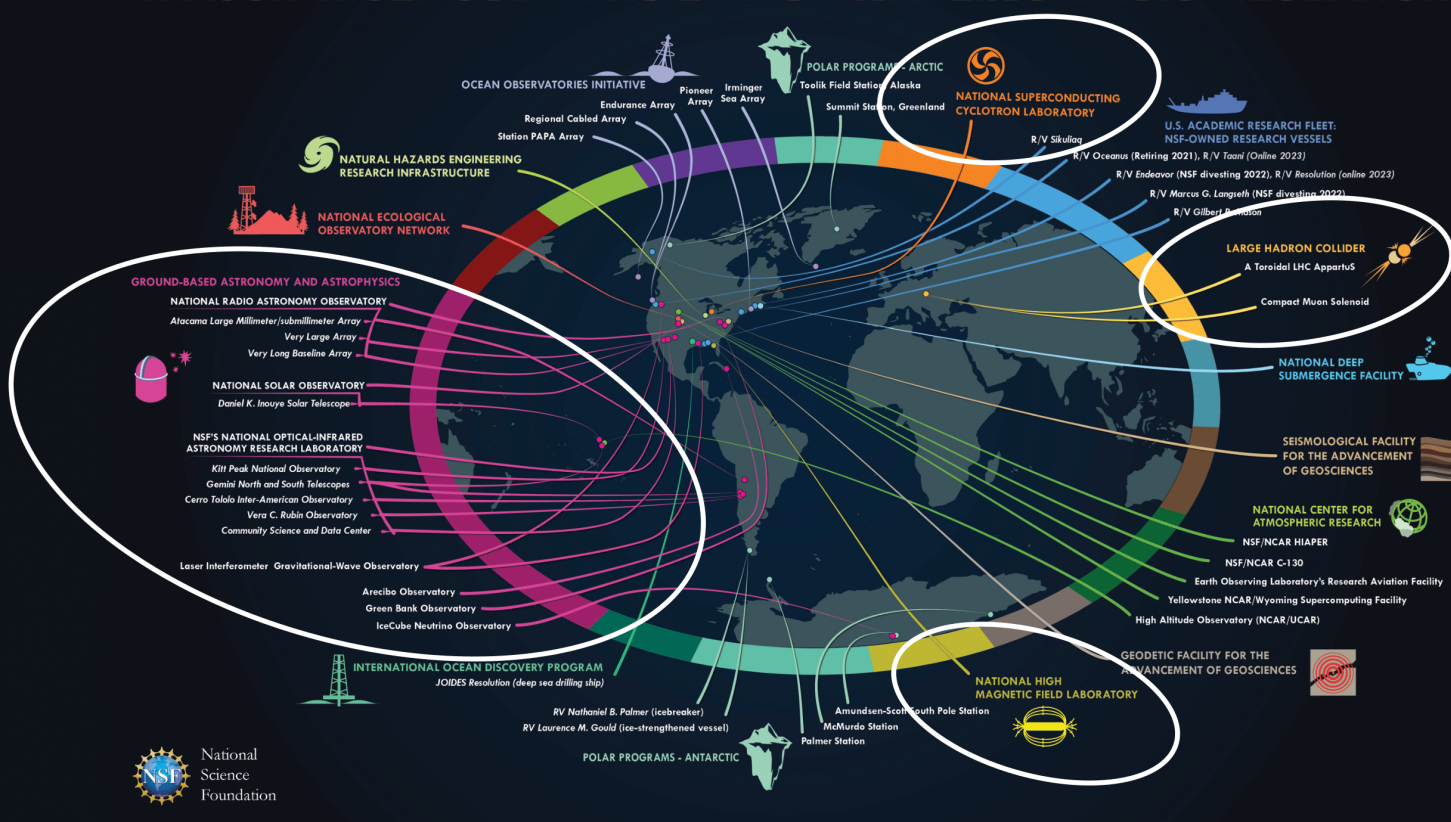 OCEAN OBSERVATORIES INITIATIVE
Endurance Array
Pioneer
Array
Irminger
Sea Array
Regional Cabled Array
Station PAPA Array
POLAR PROGRAMS - ARCTIC
Toolik Field Station, Alaska
Summit Station, Greenland
NATIONAL SUPERCONDUCTING
CYCLOTRON LABORATORY
U.S. ACADEMIC RESEARCH FLEET:
NSF-OWNED RESEARCH VESSELS
R/V Sikuliaq
R/V Oceanus (Retiring 2021), R/V Taani (Online 2023)
R/V Endeavor (NSF divesting 2022), R/V Resolution (online 2023)
R/V Marcus G. Langseth (NSF divesting 2022)
R/V Gilbert
NATURAL HAZARDS ENGINEERING
RESEARCH INFRASTRUCTURE
NATIONAL ECOLOGICAL
OBSERVATORY NETWORK
LARGE HADRON COLLIDER
A Toroidal LHC AppartuS
Compact Muon Solenoid
GROUND-BASED ASTRONOMY AND ASTROPHYSICS
NATIONAL RADIO ASTRONOMY OBSERVATORY
Atacama Large Millimeter/submillimeter Array
Very Large Array
Very Long Baseline Array
NATIONAL SOLAR OBSERVATORY
Daniel K. Inouye Solar Telescope
NSF'S NATIONAL OPTICAL-INFRARED
ASTRONOMY RESEARCH LABORATORY
Kitt Peak National Observatory
Gemini North and South Telescopes
Cerro Tololo Inter-American Observatory
Vera C. Rubin Observatory
Community Science and Data Center
Laser Interferometer Gravitational-Wave Observatory
Arecibo Observatory
Green Bank Observatory
IceCube Neutrino Observatory
NATIONAL DEEP
SUBMERGENCE FACILITY
SEISMOLOGICAL FACILITY
FOR THE ADVANCEMENT
OF GEOSCIENCES
NATIONAL CENTER FOR
ATMOSPHERIC RESEARCH
NSF/NCAR HIAPER
NSF/NCAR C-130
Earth Observing Laboratory's Research Aviation Facility
Yellowstone NCAR/Wyoming Supercomputing Facility
High Altitude Observatory (NCAR/UCAR)
GEODETIC FACILITY FOR THE
ADVANCEMENT OF GEOSCIENCES
INTERNATIONAL OCEAN DISCOVERY PROGRAM
JOIDES Resolution (deep sea drilling ship)
NATIONAL HIGH
MAGNETIC FIELD LABORATORY
RV Nathaniel B. Palmer (icebreaker)
RV Laurence M. Gould (ice-strengthened vessel)
Amundsen-Scott South Pole Station
McMurdo Station
Palmer Station
POLAR PROGRAMS - ANTARCTIC
NSF
National
Science
Foundation